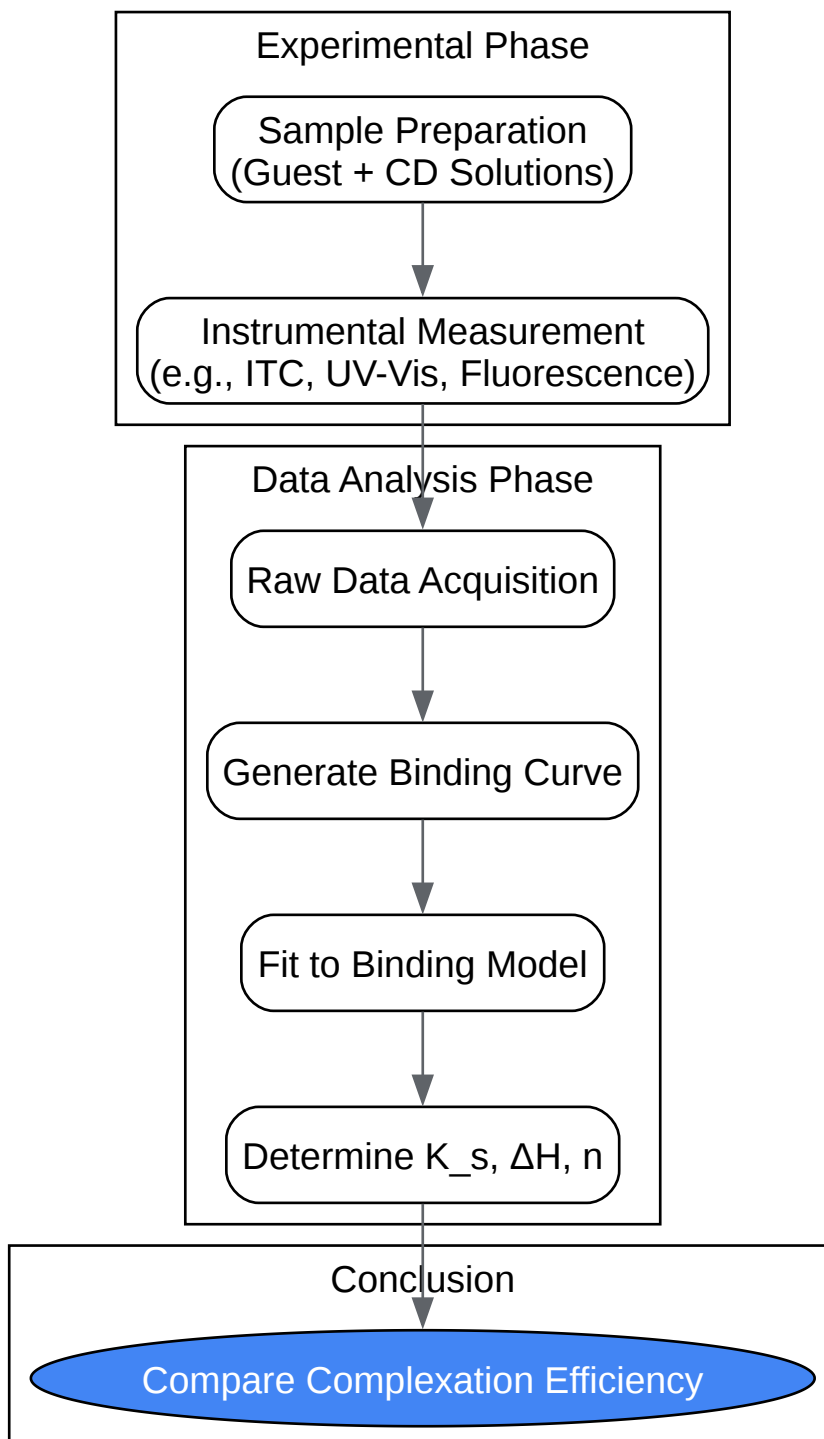 Experimental Phase
Sample Preparation
(Guest + CD Solutions)
Instrumental Measurement
(e.g., ITC, UV-Vis, Fluorescence)
Data Analysis Phase
Raw Data Acquisition
Generate Binding Curve
Fit to Binding Model
Determine K_s, ΔH, n
Conclusion
Compare Complexation Efficiency